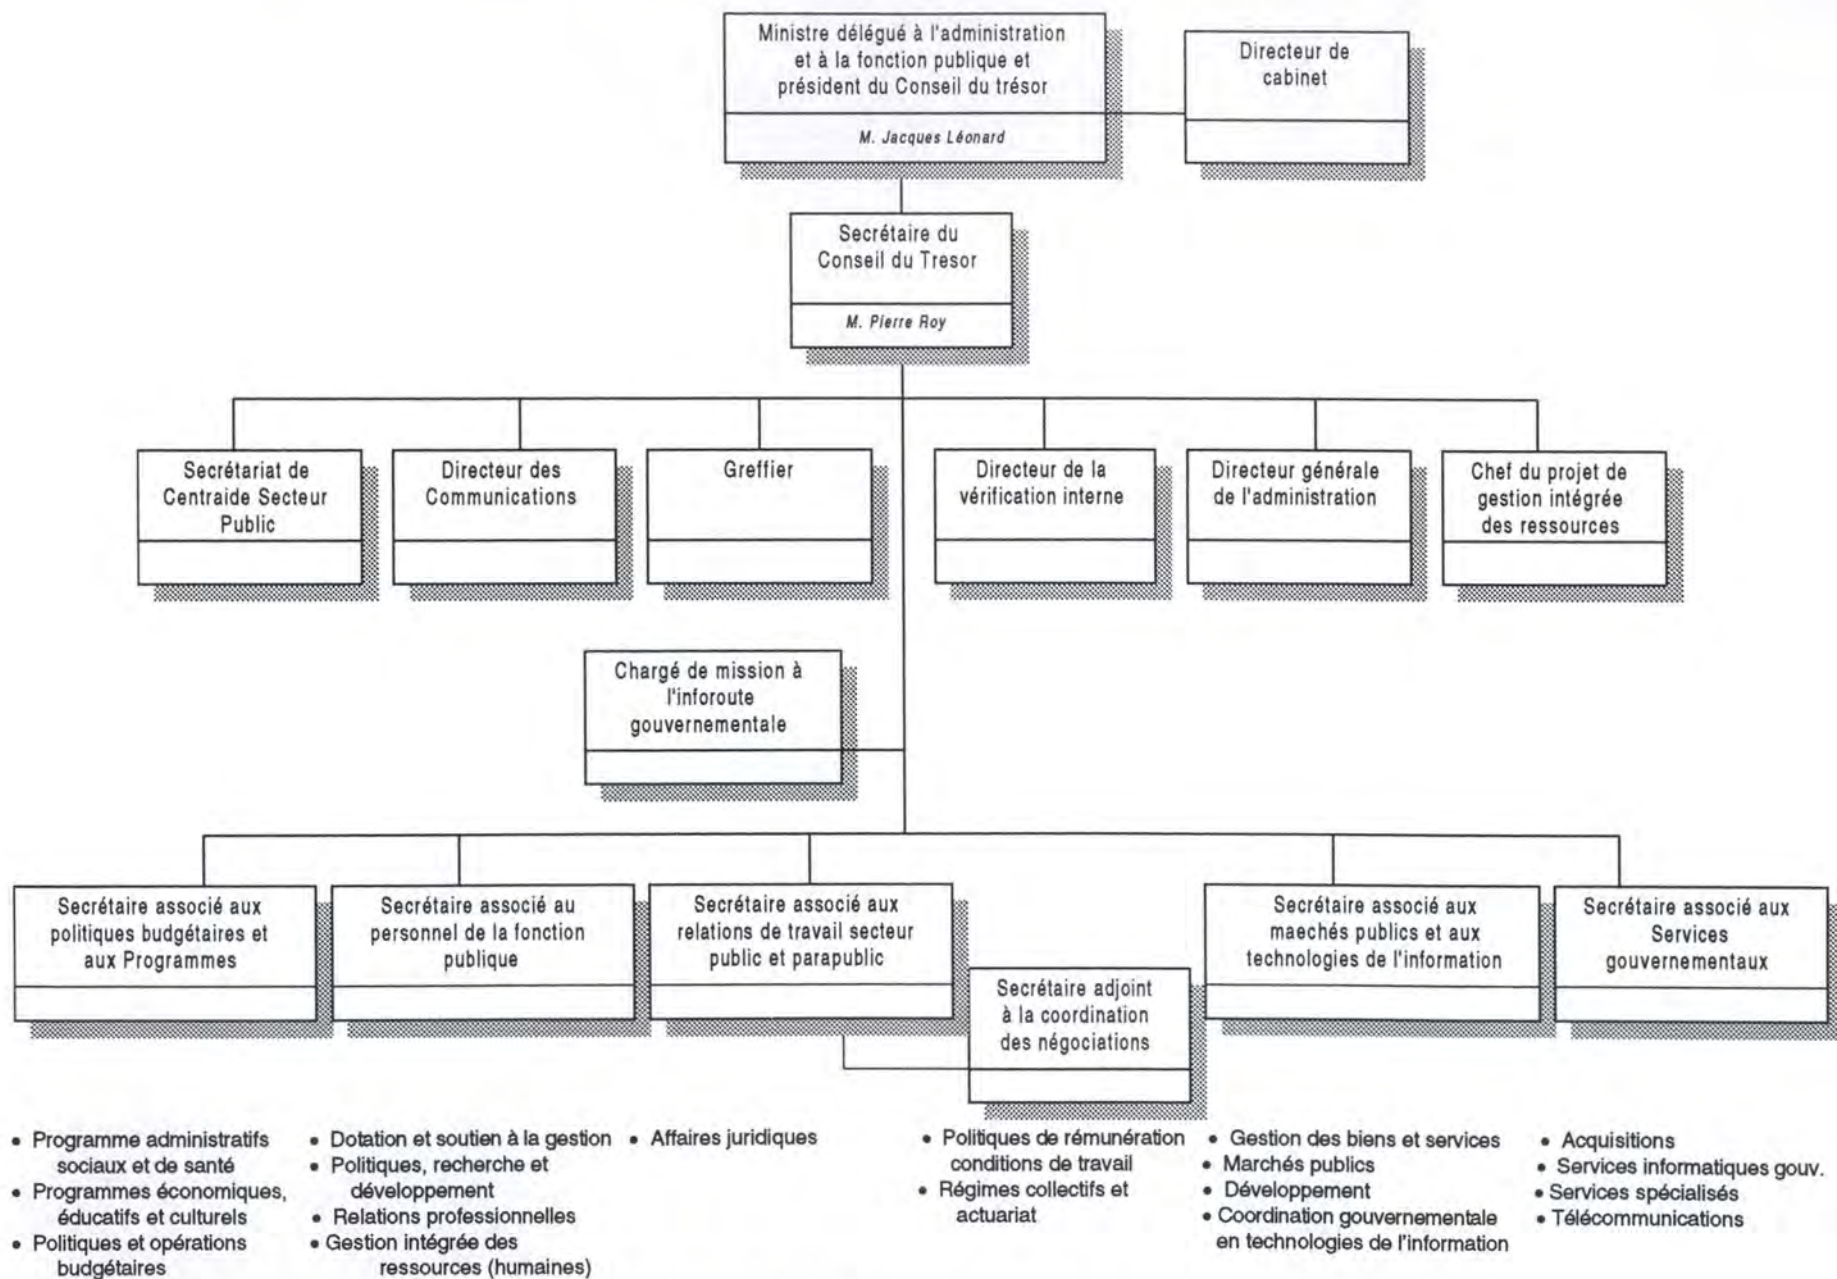 Ministre délégué à l'administration
et à la fonction publique et
président du Conseil du trésor
M. Jacques Léonard
Directeur de
cabinet
Secrétaire du
Conseil du Tresor
M. Pierre Roy
Secrétariat de
Centraide Secteur
Public
Directeur des
Communications
Greffier
Directeur de la
vérification interne
Directeur générale
de l'administration
Chef du projet de
gestion intégrée
des ressources
Chargé de mission à
l'inforoute
gouvernementale
Secrétaire associé aux
politiques budgétaires et
aux Programmes
Secrétaire associé au
personnel de la fonction
publique
Secrétaire associé aux
relations de travail secteur
public et parapublic
Secrétaire adjoint
à la coordination
des négociations
Secrétaire associé aux
maechés publics et aux
technologies de l'information
Secrétaire associé aux
Services
gouvernementaux
• Programme administratifs
sociaux et de santé
• Programmes économiques,
éducatifs et culturels
• Politiques et opérations
budgétaires
• Dotation et soutien à la gestion
• Politiques, recherche et
développement
• Relations professionnelles
• Gestion intégrée des
ressources (humaines)
• Affaires juridiques
• Politiques de rémunération
conditions de travail
• Régimes collectifs et
actuariat
• Gestion des biens et services
• Marchés publics
• Développement
• Coordination gouvernementale
en technologies de l'information
• Acquisitions
• Services informatiques gouv.
• Services spécialisés
• Télécommunications